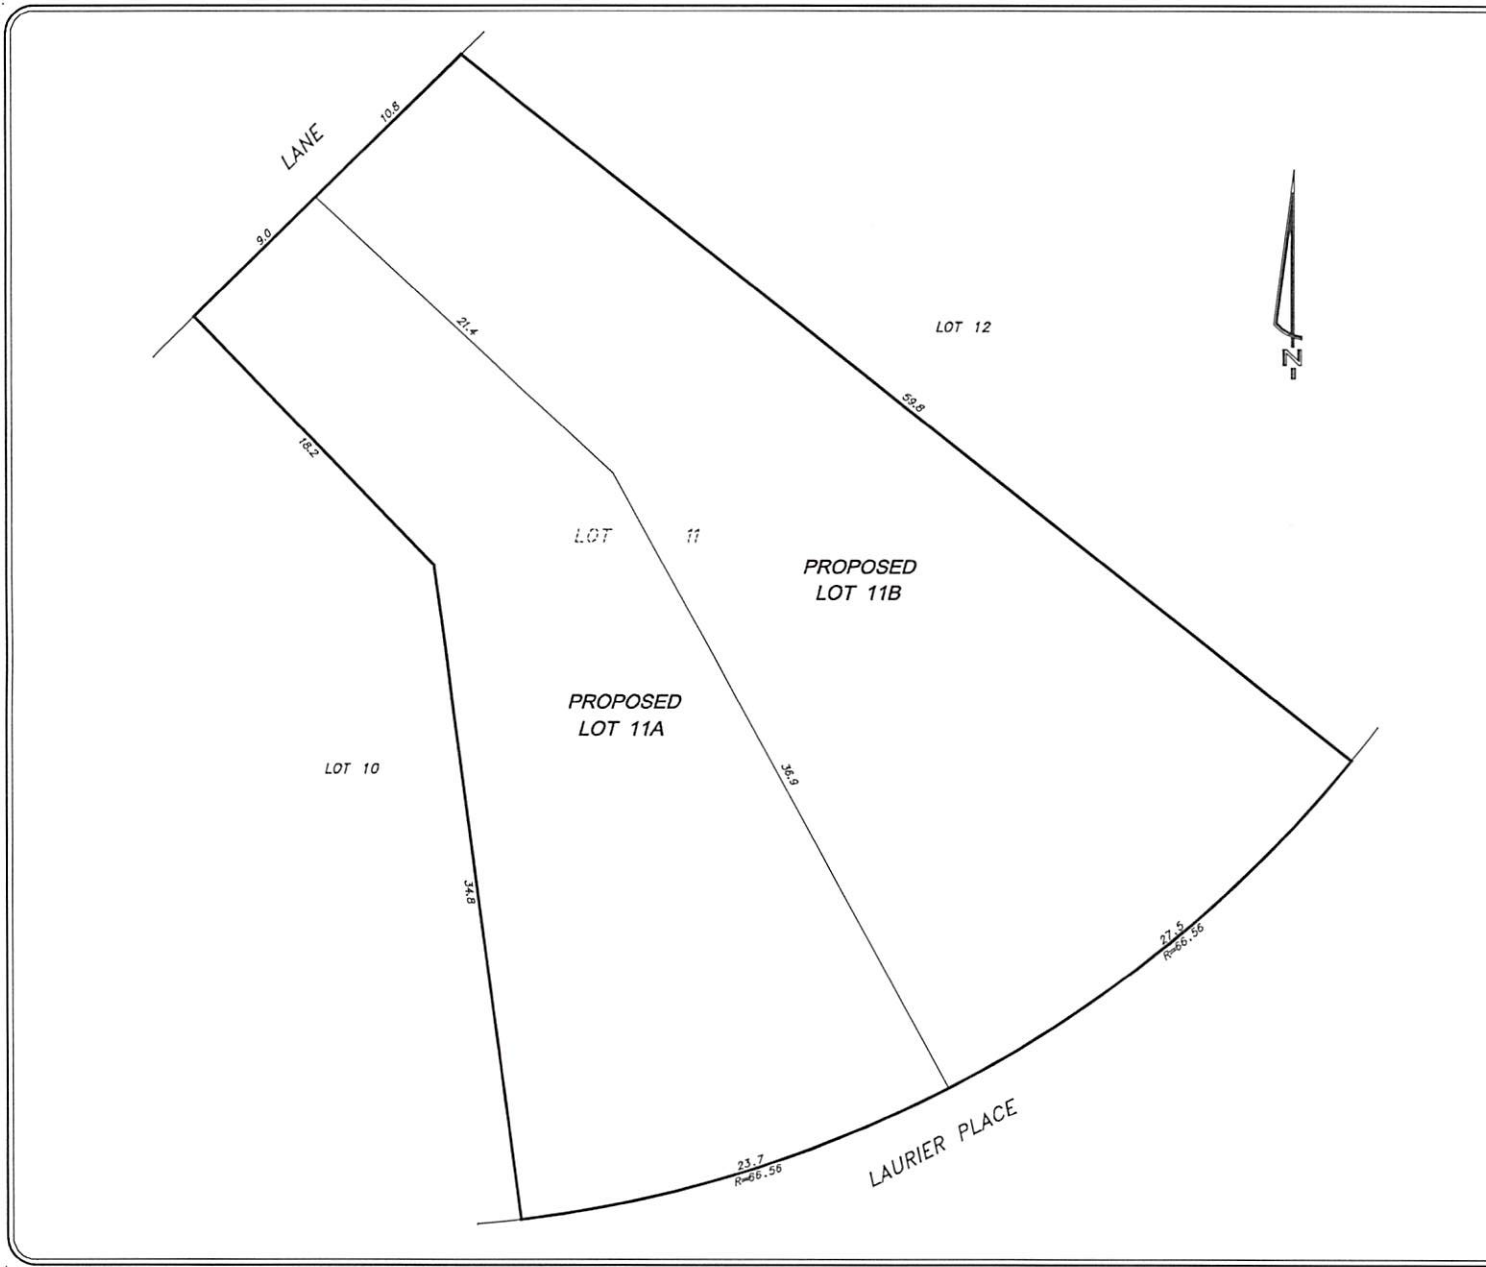 10.8
LANE
9.0
21.4
LOT 12
N
59.8
18.2
LOT 11
PROPOSED
LOT 11B
PROPOSED
LOT 11A
LOT 10
36.9
34.8
27.5
R=66.56
LAURIER PLACE
23.7
R=66.56